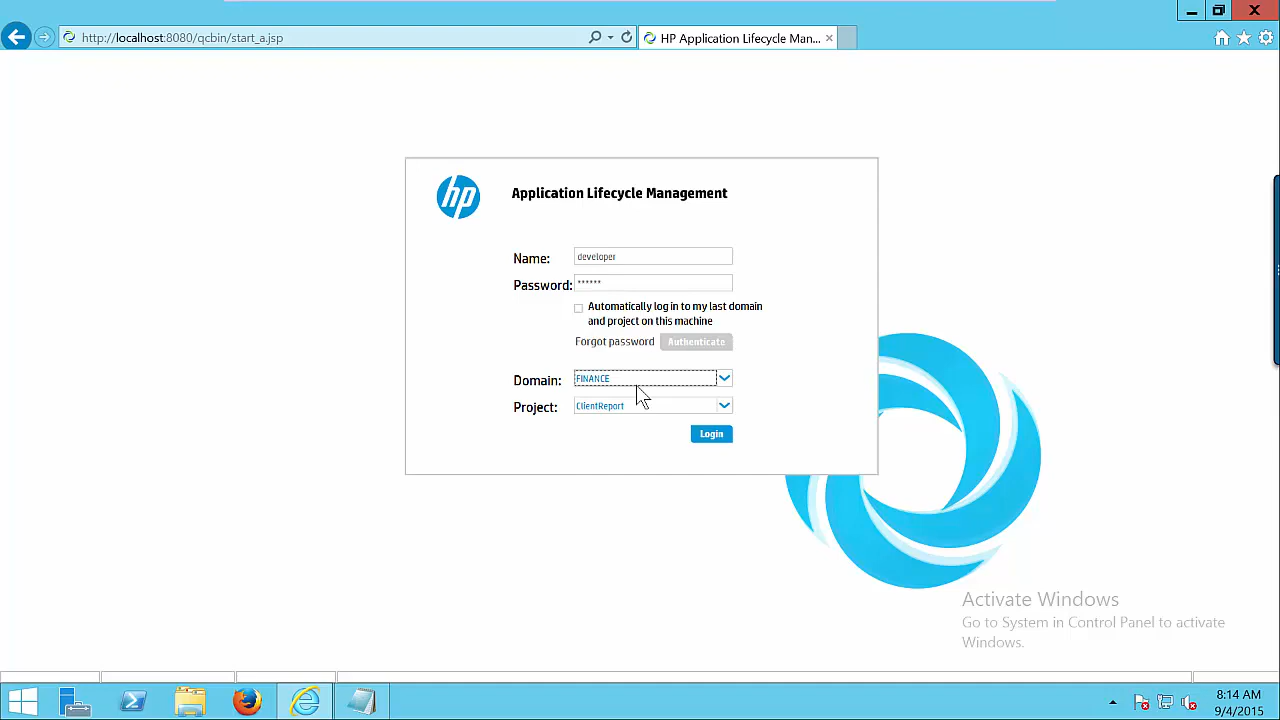 http://localhost:8080/qcbin/start_a.jsp
HP Application Lifecycle Man...
hp
Application Lifecycle Management
Name:
developer
Password:
******
Automatically log in to my last domain
and project on this machine
Forgot password
Authenticate
Domain:
FINANCE
Project:
ClientReport
Login
Activate Windows
Go to System in Control Panel to activate
Windows.
8:14 AM
9/4/2015